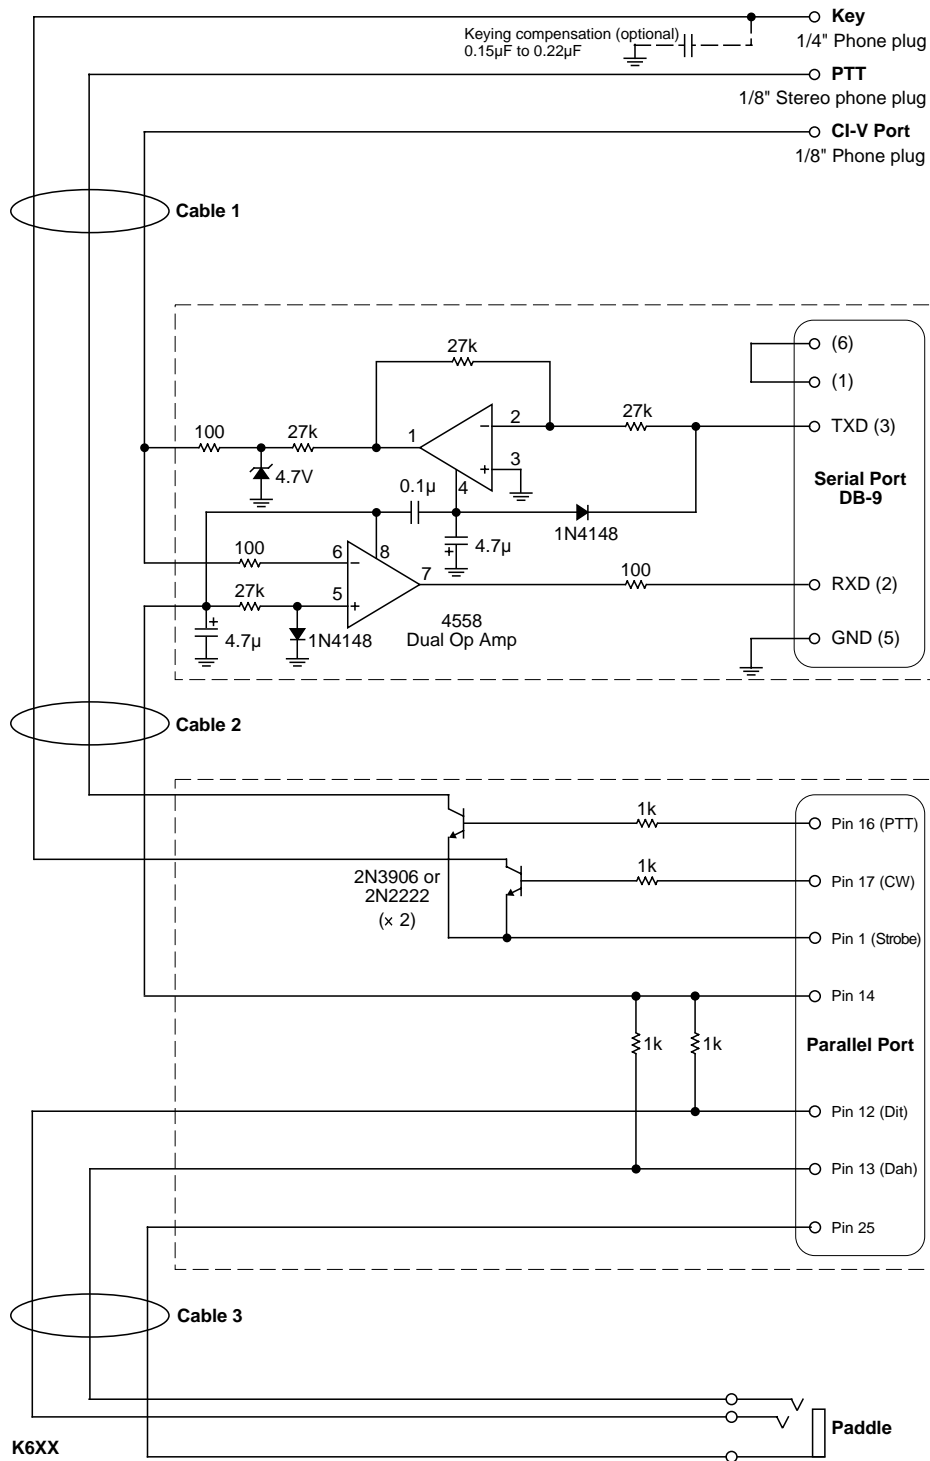 Key
Keying compensation (optional)
0.15µF to 0.22µF
1/4" Phone plug
PTT
1/8" Stereo phone plug
CI-V Port
1/8" Phone plug
Cable 1
27k
(6)
(1)
27k
TXD (3)
100
27k
1
2
3
4
4.7V
0.1µ
Serial Port
DB-9
4.7µ
+
1N4148
100
6
8
7
100
RXD (2)
27k
5
+
4.7µ
1N4148
4558
Dual Op Amp
GND (5)
Cable 2
1k
Pin 16 (PTT)
1k
Pin 17 (CW)
2N3906 or
2N2222
(× 2)
Pin 1 (Strobe)
Pin 14
1k
1k
Parallel Port
Pin 12 (Dit)
Pin 13 (Dah)
Pin 25
Cable 3
Paddle
K6XX